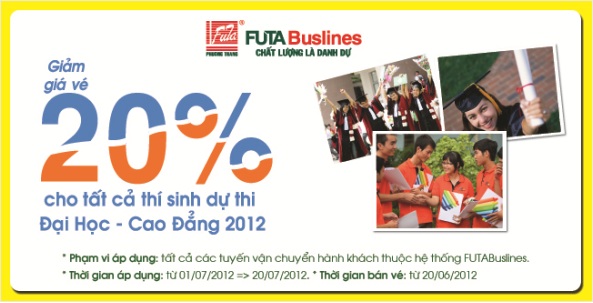 FUTA
PHƯƠNG TRANG
FUTA Buslines
CHẤT LƯỢNG LÀ DANH DỰ
Giảm
giá vé
20%
cho tất cả thí sinh dự thi
Đại Học - Cao Đẳng 2012
* Phạm vi áp dụng: tất cả các tuyến vận chuyển hành khách thuộc hệ thống FUTABuslines.
* Thời gian áp dụng: từ 01/07/2012 => 20/07/2012. * Thời gian bán vé: từ 20/06/2012